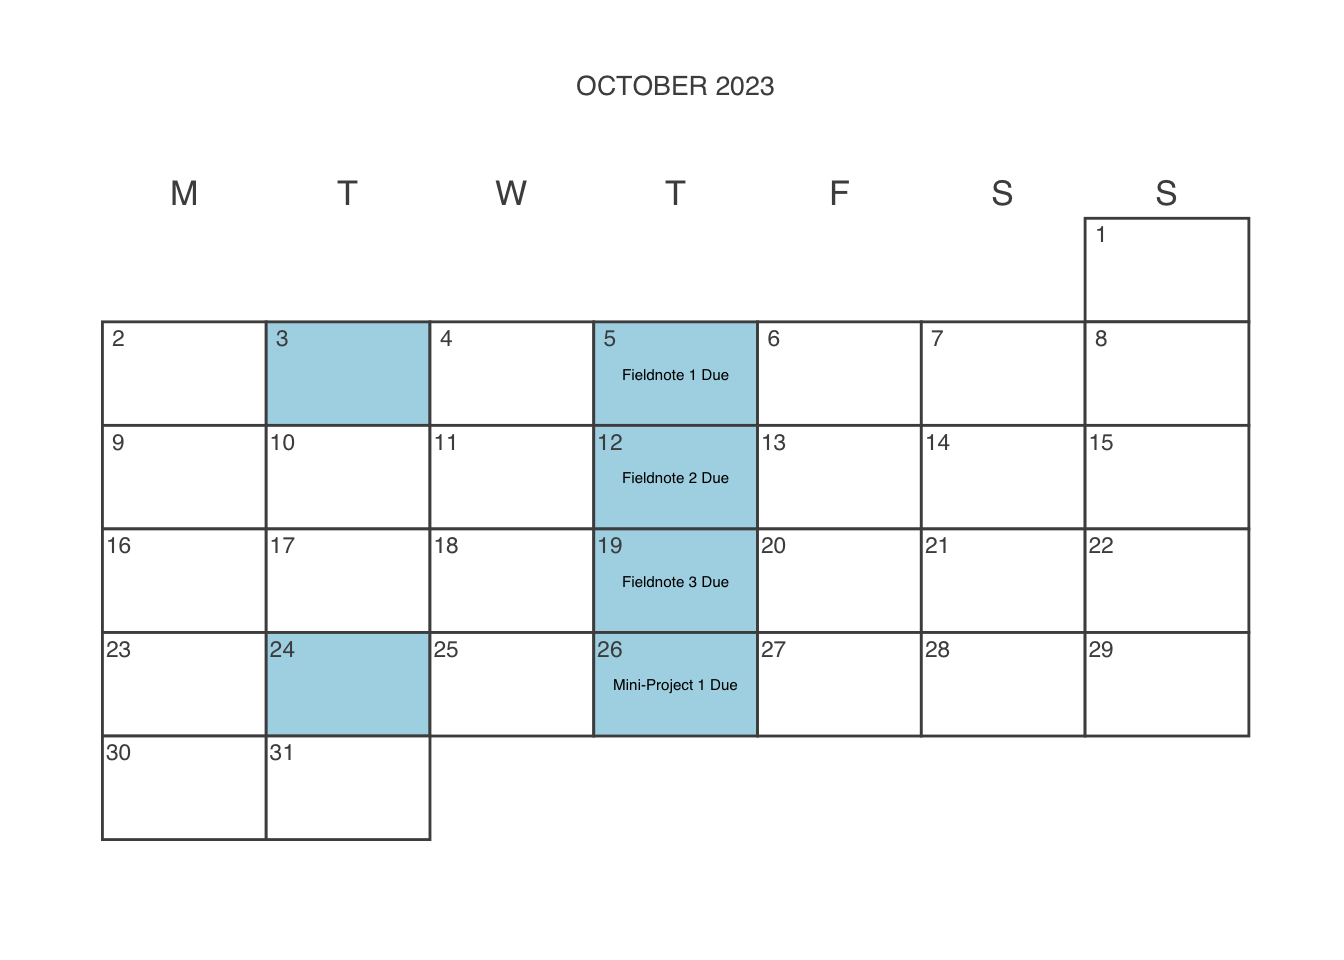 OCTOBER 2023
M T W T F S S
1
2 3 4 5 6 7 8
Fieldnote 1 Due
9 10 11 12 13 14 15
Fieldnote 2 Due
16 17 18 19 20 21 22
Fieldnote 3 Due
23 24 25 26 27 28 29
Mini-Project 1 Due
30 31